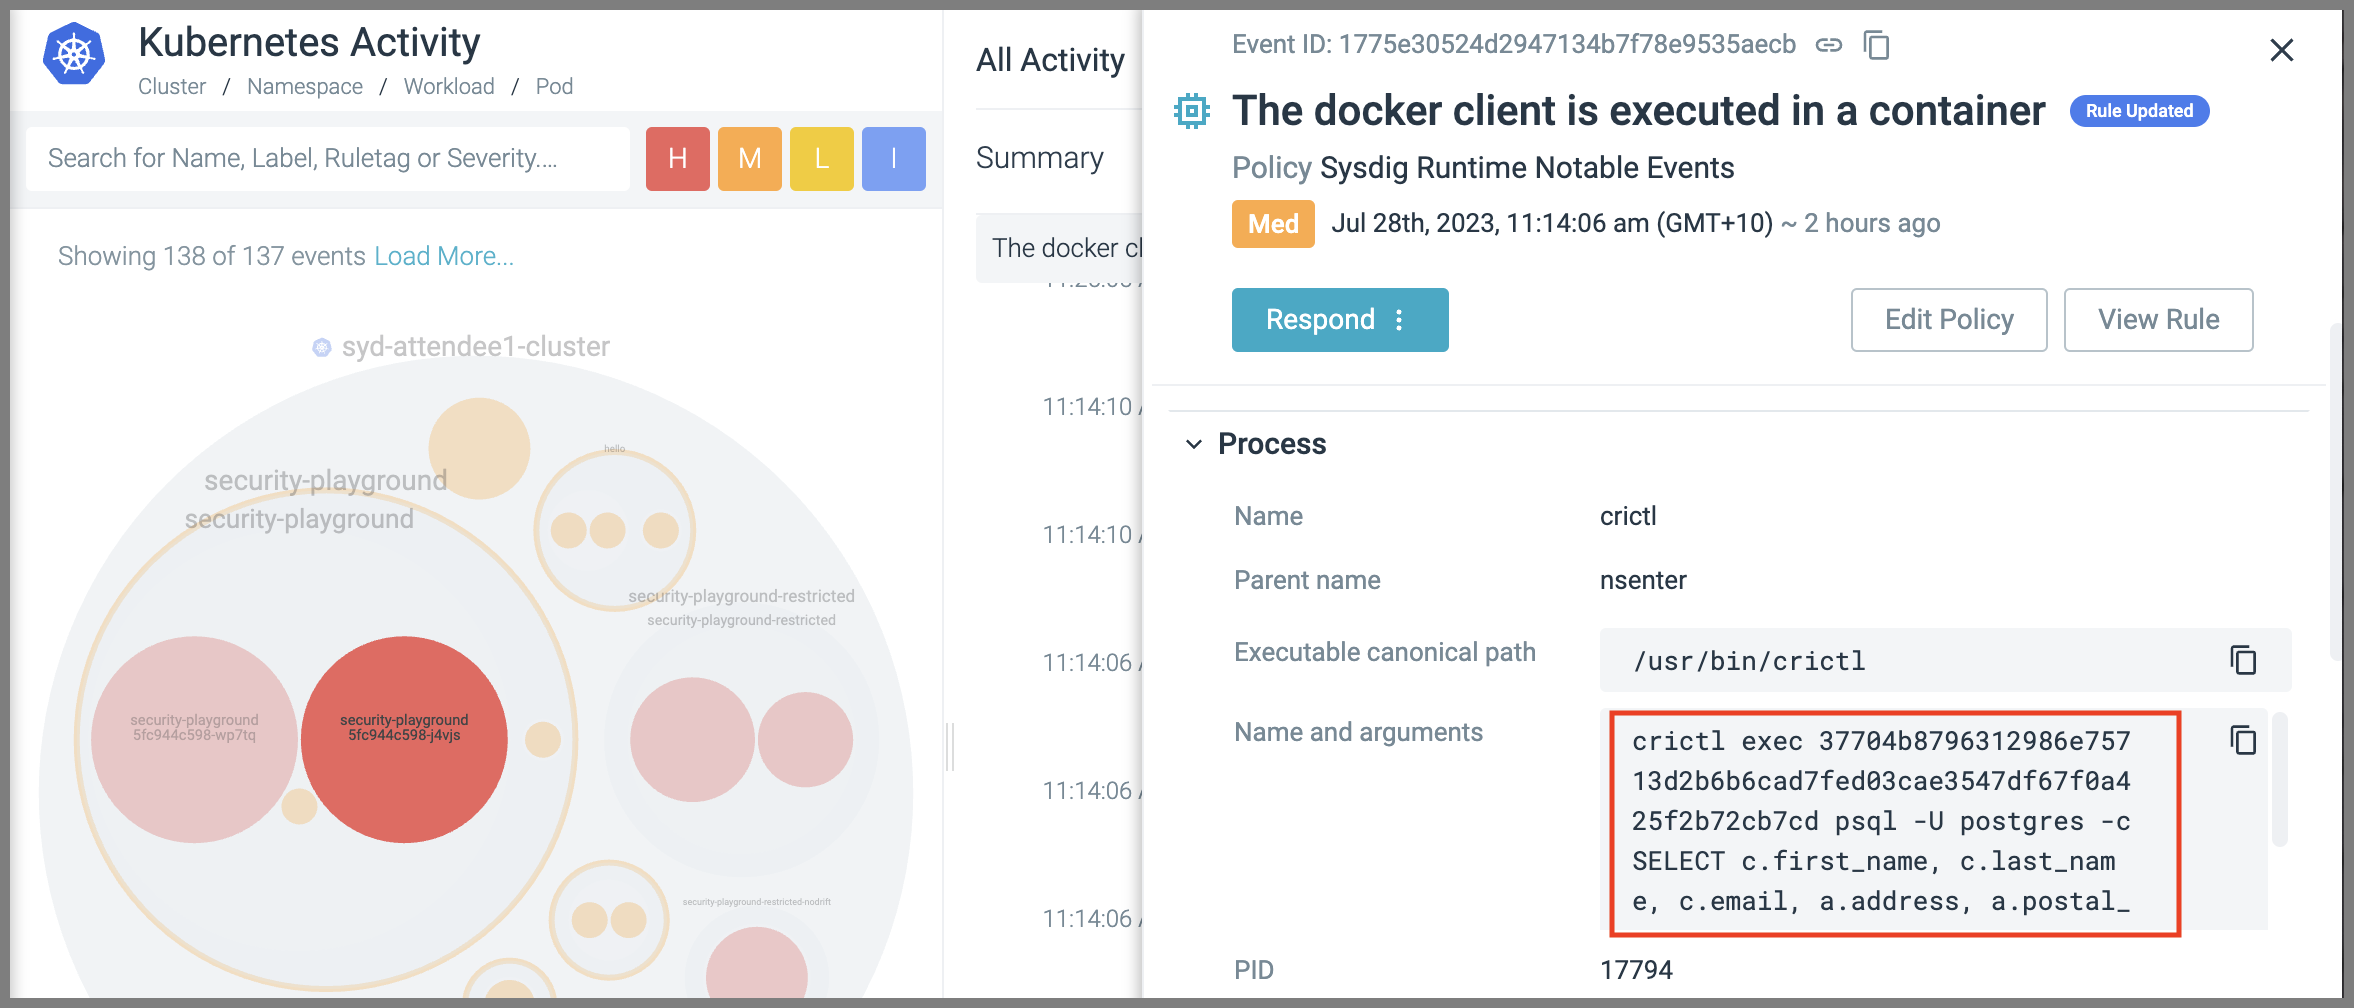 Kubernetes Activity
Cluster / Namespace / Workload / Pod
Search for Name, Label, Ruletag or Severity....
H M L I
Showing 138 of 137 events Load More...
syd-attendee1-cluster
hello
security-playground
security-playground
security-playground-restricted
security-playground-restricted
security-playground
5fc944c598-wp7tq
security-playground
5fc944c598-j4vjs
security-playground-restricted-nodrift
All Activity
Summary
The docker cl
11:14:10 A
11:14:10 A
11:14:06 A
11:14:06 A
11:14:06 A
Event ID: 1775e30524d2947134b7f78e9535aecb
The docker client is executed in a container Rule Updated
Policy Sysdig Runtime Notable Events
Med Jul 28th, 2023, 11:14:06 am (GMT+10) ~ 2 hours ago
Respond
Edit Policy
View Rule
Process
Name crictl
Parent name nsenter
Executable canonical path /usr/bin/crictl
Name and arguments crictl exec 37704b8796312986e757
13d2b6b6cad7fed03cae3547df67f0a4
25f2b72cb7cd psql -U postgres -c
SELECT c.first_name, c.last_nam
e, c.email, a.address, a.postal_
PID 17794